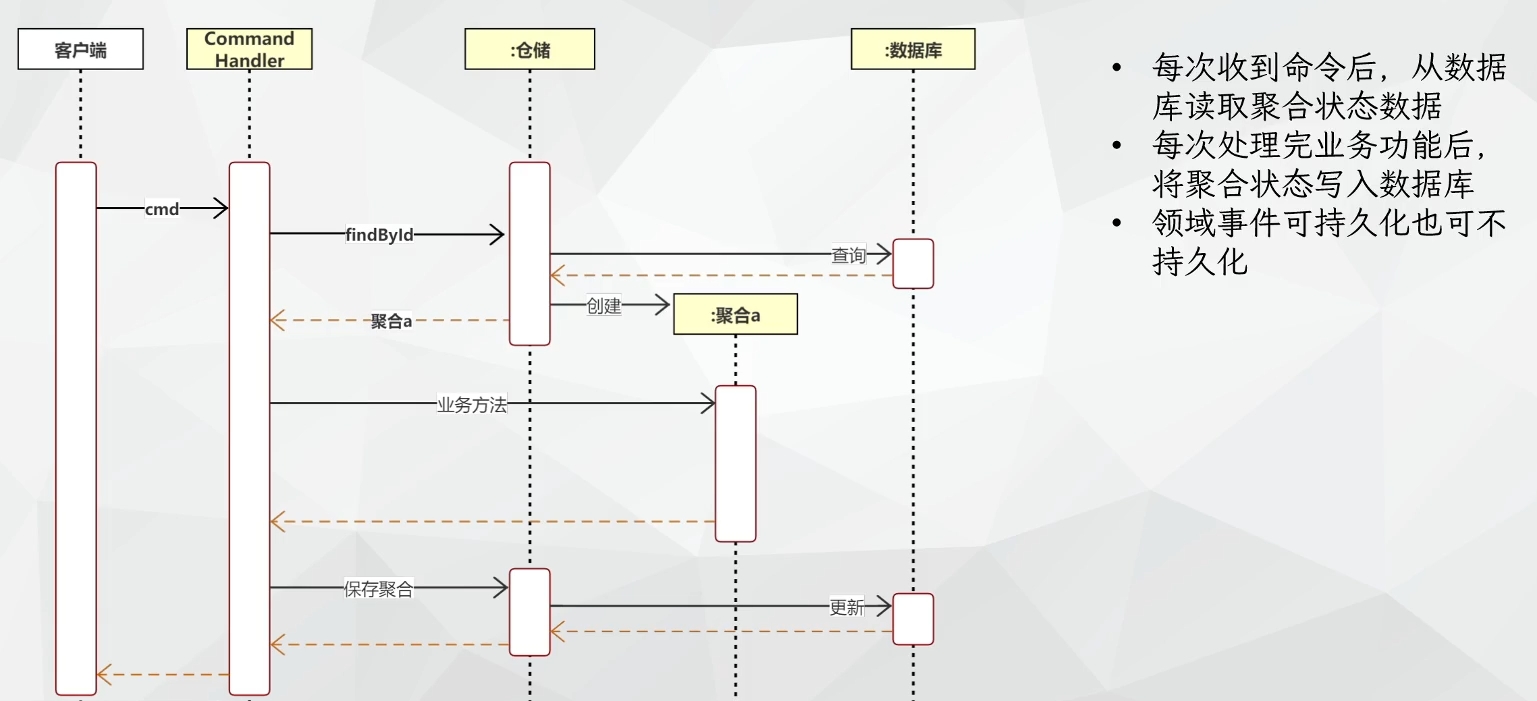 客户端
Command
Handler
:仓储
:数据库
cmd
findById
查询
创建
:聚合a
聚合a
业务方法
保存聚合
更新
• 每次收到命令后，从数据
库读取聚合状态数据
• 每次处理完业务功能后，
将聚合状态写入数据库
• 领域事件可持久化也可不
持久化